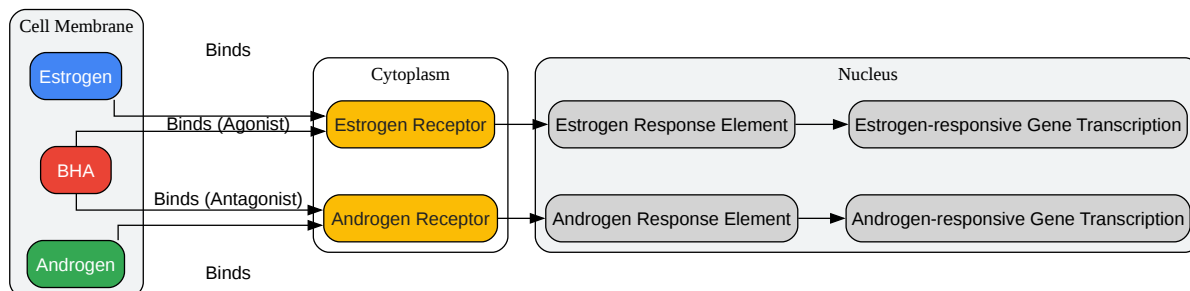 Cell Membrane
Binds
Estrogen
Cytoplasm
Nucleus
Binds (Agonist)
Estrogen Receptor
Estrogen Response Element
Estrogen-responsive Gene Transcription
BHA
Binds (Antagonist)
Androgen Receptor
Androgen Response Element
Androgen-responsive Gene Transcription
Androgen
Binds